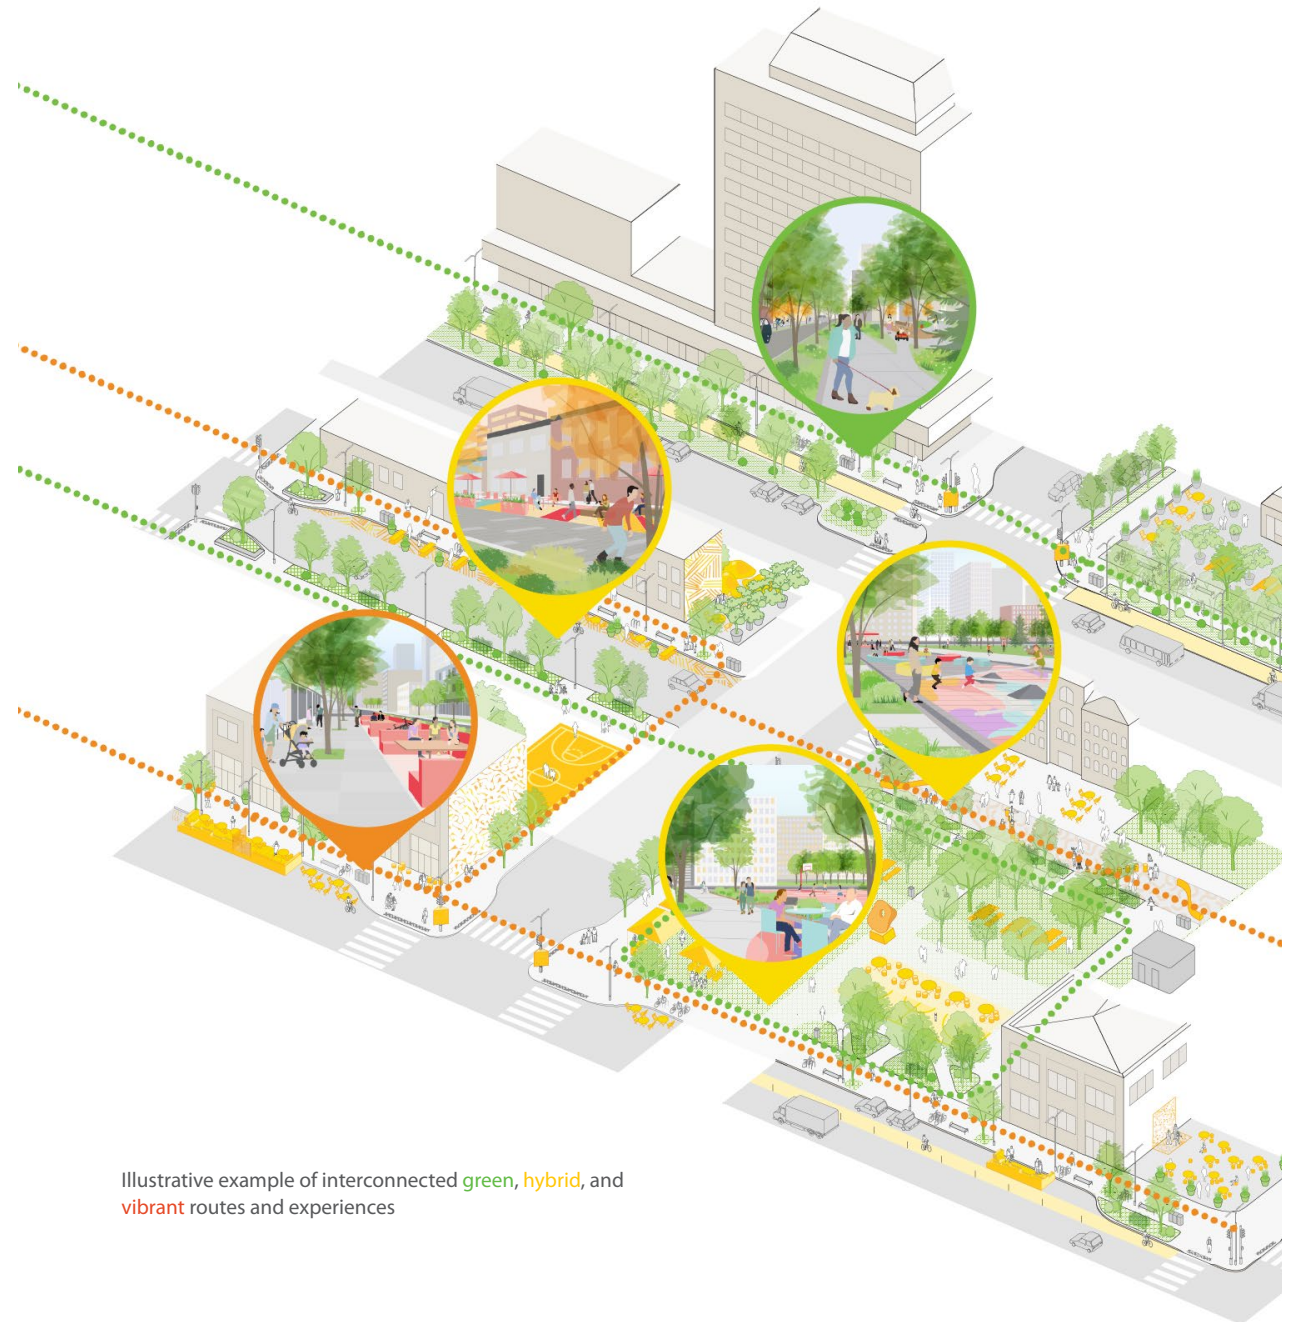 Illustrative example of interconnected green, hybrid, and
vibrant routes and experiences